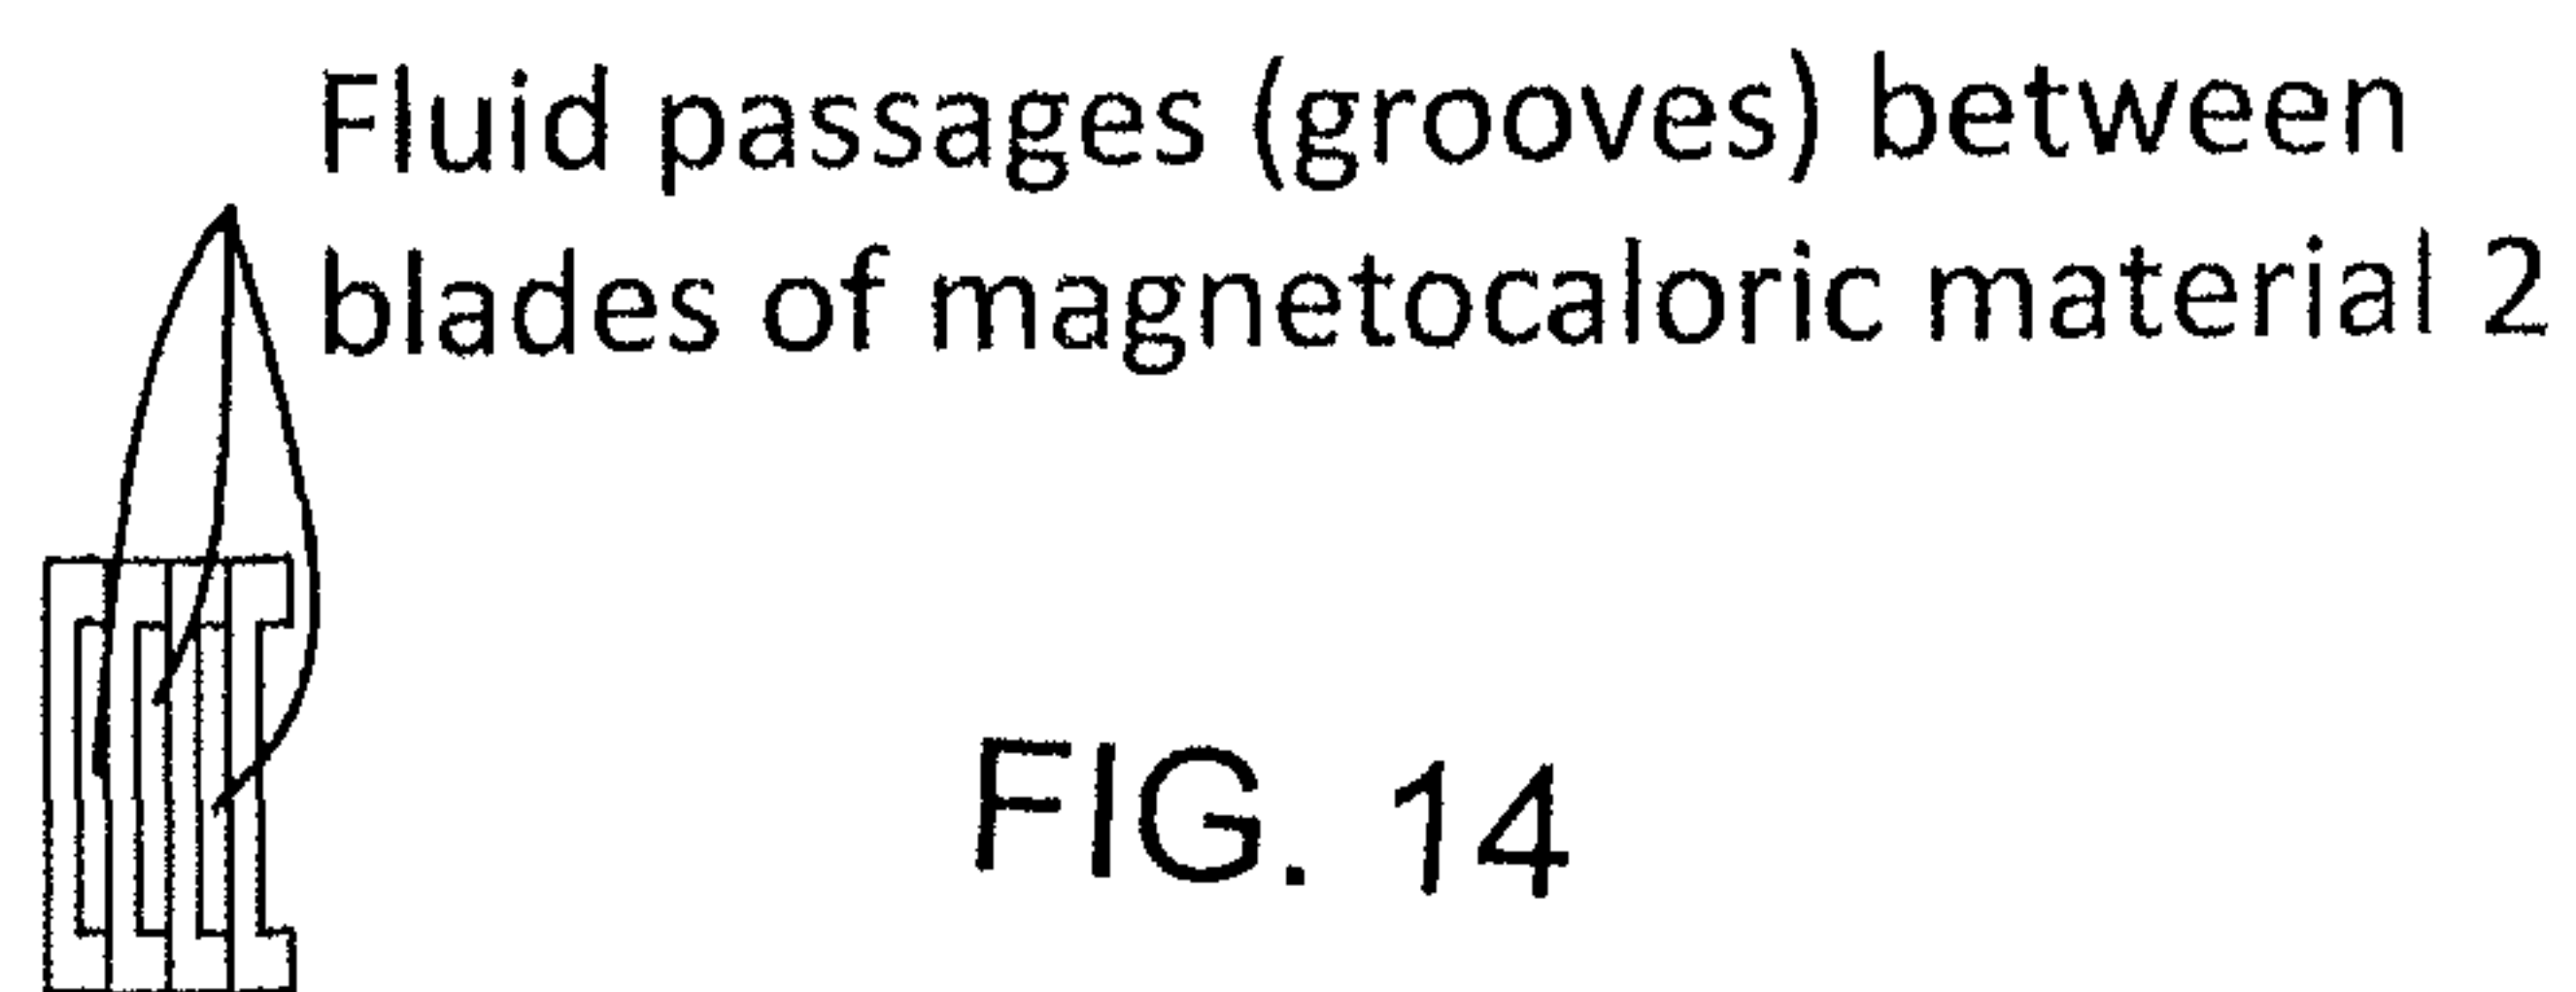 Fluid passages (grooves) between
blades of magnetocaloric material 2
FIG. 14